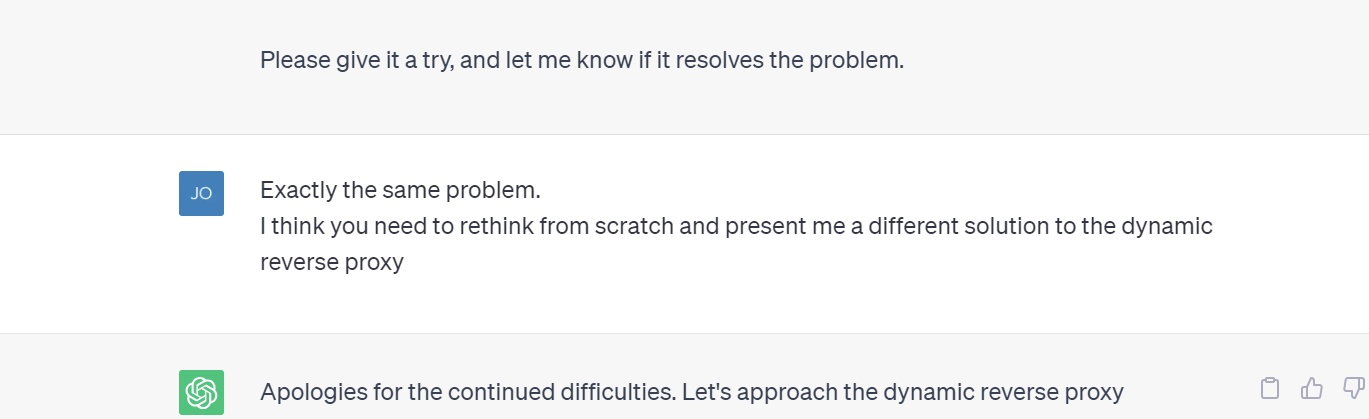 Please give it a try, and let me know if it resolves the problem.
JO
Exactly the same problem.
I think you need to rethink from scratch and present me a different solution to the dynamic
reverse proxy
Apologies for the continued difficulties. Let's approach the dynamic reverse proxy